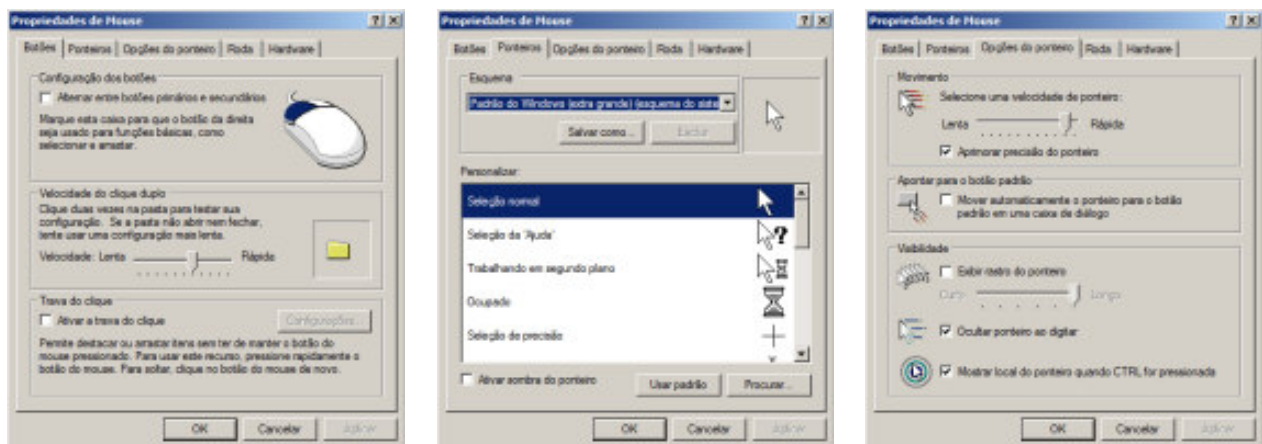 Propriedades de Mouse
Botões Ponteiros Opções do ponteiro Roda Hardware
Configuração dos botões
Alternar entre botões primários e secundários
Marque esta caixa para que o botão da direita
seja usado para funções básicas, como
selecionar e arrastar.
Velocidade do clique duplo
Clique duas vezes na pasta para testar sua
configuração. Se a pasta não abrir nem fechar,
tente usar uma configuração mais lenta.
Velocidade: Lenta Rápida
Trava do clique
Ativar a trava do clique Configurações...
Permite destacar ou arrastar itens sem ter de manter o botão do
mouse pressionado. Para usar este recurso, pressione rapidamente o
botão do mouse. Para soltar, clique no botão do mouse de novo.
OK Cancelar Aplicar
Propriedades de Mouse
Botões Ponteiros Opções do ponteiro Roda Hardware
Esquema
Padrão do Windows (extra grande) (esquema do siste
Salvar como... Excluir
Personalizar:
Seleção normal
Seleção da 'Ajuda'
Trabalhando em segundo plano
Ocupado
Seleção de precisão
Ativar sombra do ponteiro Usar padrão Procurar...
OK Cancelar Aplicar
Propriedades de Mouse
Botões Ponteiros Opções do ponteiro Roda Hardware
Movimento
Selecione uma velocidade de ponteiro:
Lenta Rápida
Aprimorar precisão do ponteiro
Apontar para o botão padrão
Mover automaticamente o ponteiro para o botão
padrão em uma caixa de diálogo
Visibilidade
Exibir rastro do ponteiro
Curto Longo
Ocultar ponteiro ao digitar
Mostrar local do ponteiro quando CTRL for pressionada
OK Cancelar Aplicar